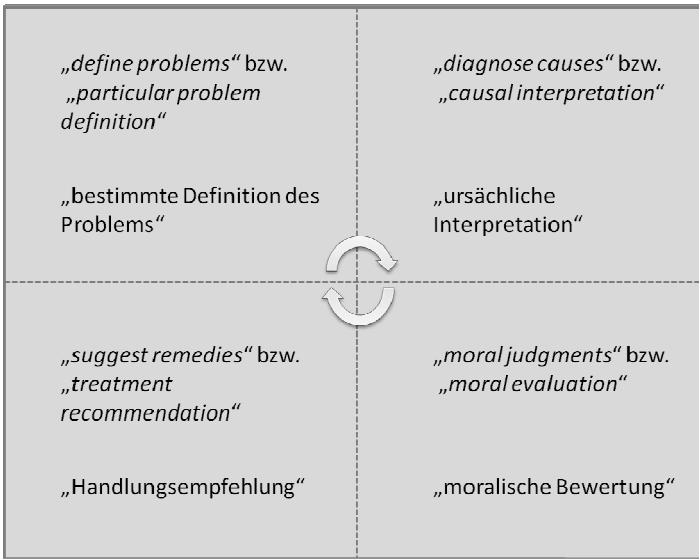 „define problems“ bzw.
„particular problem
definition“
„bestimmte Definition des
Problems“
„diagnose causes“ bzw.
„causal interpretation“
„ursächliche
Interpretation“
„suggest remedies“ bzw.
„treatment
recommendation“
„Handlungsempfehlung“
„moral judgments“ bzw.
„moral evaluation“
„moralische Bewertung“